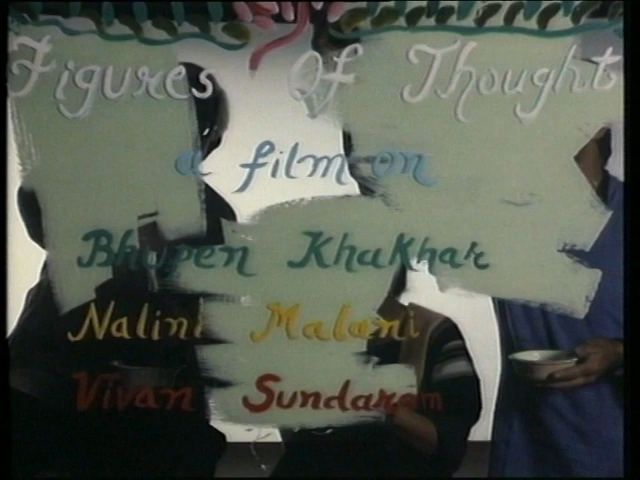 Figures Of Thought
a film on
Bhupen Khakhar
Nalini Malani
Vivan Sundaram